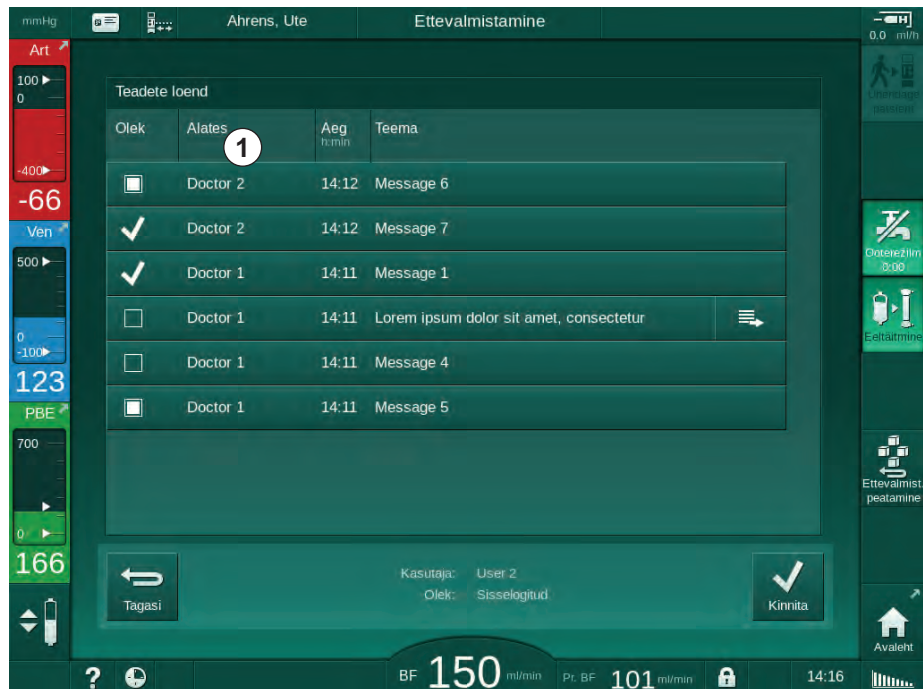 mmHg Ahrens, Ute Ettevalmistamine 0.0 ml/h
Art
100
0
-400
-66
Ven
500
0
-100
123
PBE
700
0
166
Teadete loend
Olek Alates Aeg Teema
h:min
1
Doctor 2 14:12 Message 6
Doctor 2 14:12 Message 7
Doctor 1 14:11 Message 1
Doctor 1 14:11 Lorem ipsum dolor sit amet, consectetur
Doctor 1 14:11 Message 4
Doctor 1 14:11 Message 5
Kasutaja: User 2
Olek: Sisselogitud
Tagasi
Kinnita
Ooterežiim
0:00
Eeltäitmine
Ettevalmist.
peatamine
Avaleht
? BF 150 ml/min Pt. BF 101 ml/min 14:16